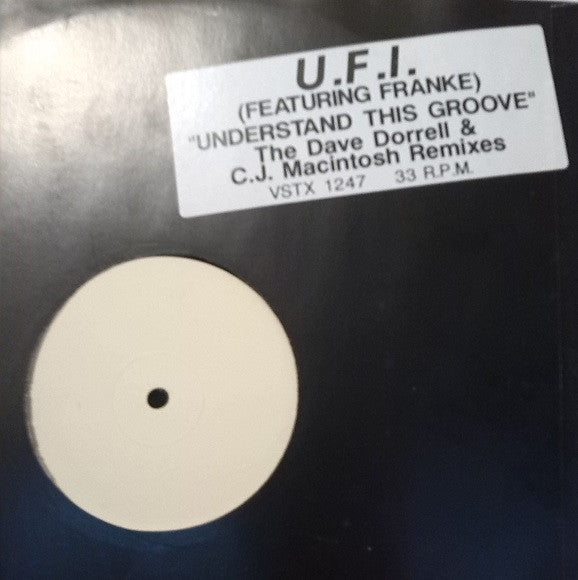 U.F.I.
(FEATURING FRANKE)
"UNDERSTAND THIS GROOVE"
The Dave Dorrell &
C.J. Macintosh Remixes
VSTX 1247 33 R.P.M.